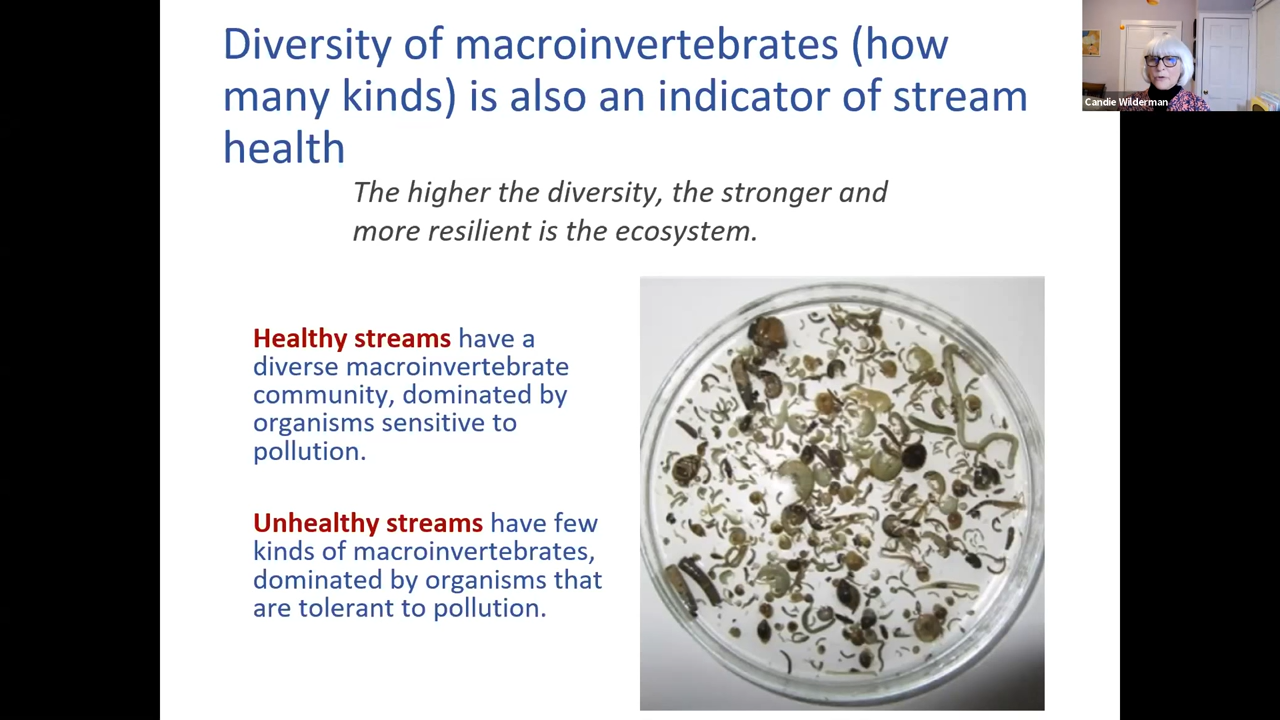 Diversity of macroinvertebrates (how
many kinds) is also an indicator of stream
health
The higher the diversity, the stronger and
more resilient is the ecosystem.
Healthy streams have a
diverse macroinvertebrate
community, dominated by
organisms sensitive to
pollution.
Unhealthy streams have few
kinds of macroinvertebrates,
dominated by organisms that
are tolerant to pollution.
Candie Wilderman